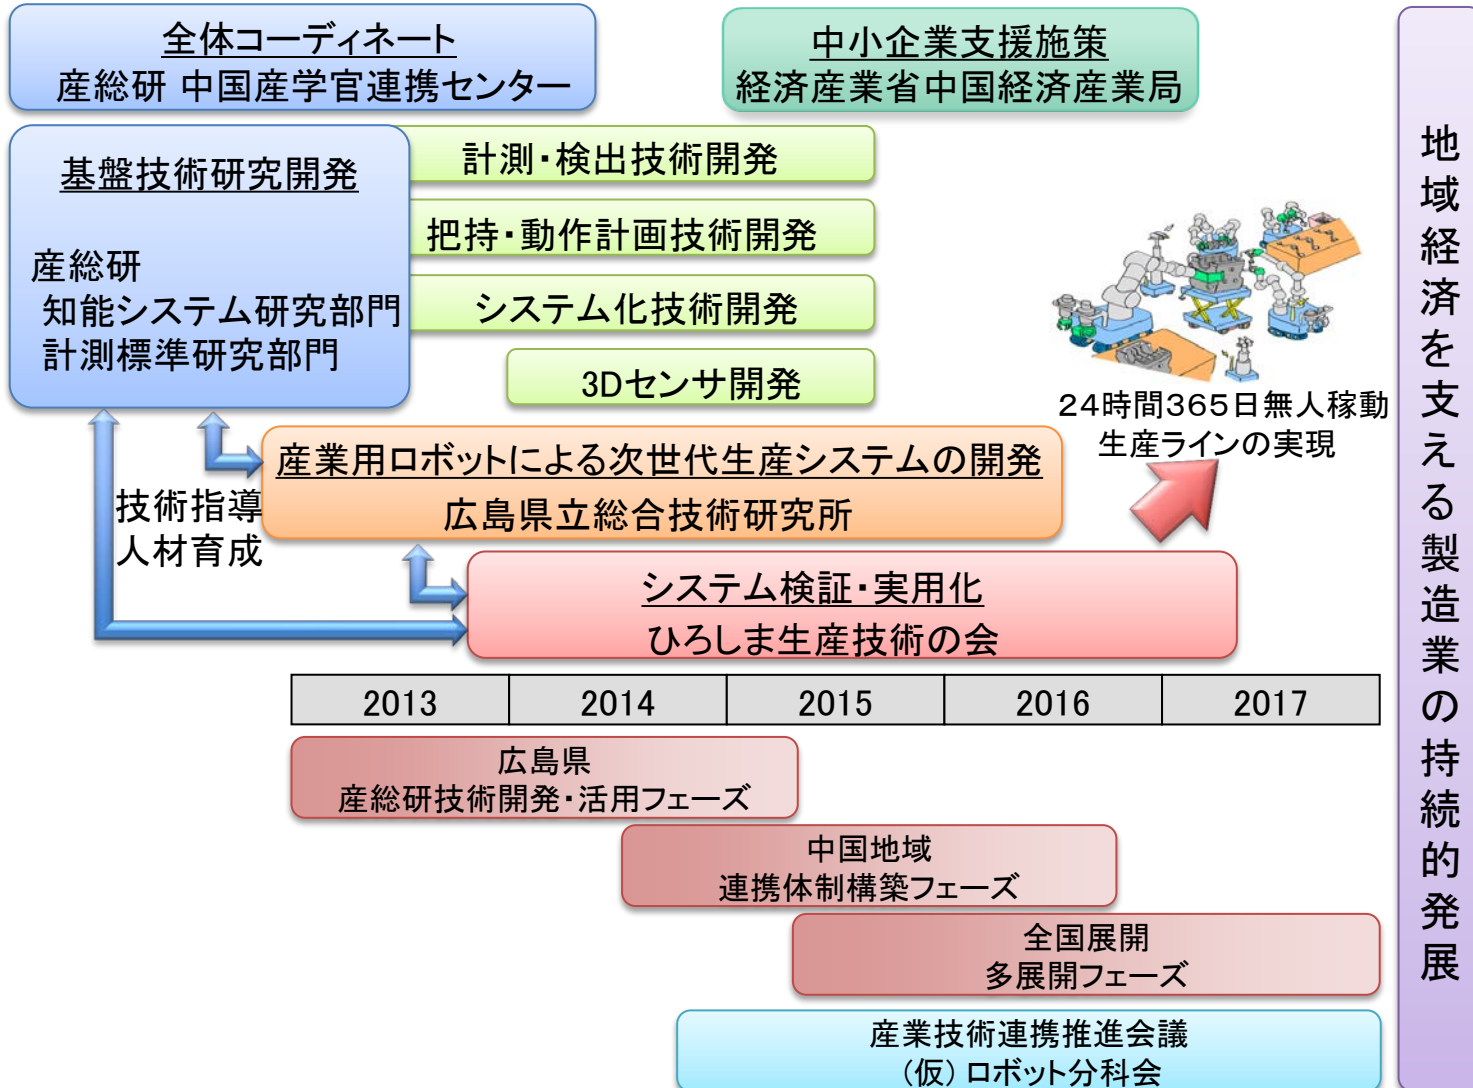 全体コーディネート
産総研 中国産学官連携センター
中小企業支援施策
経済産業省中国経済産業局
基盤技術研究開発
産総研
知能システム研究部門
計測標準研究部門
計測・検出技術開発
把持・動作計画技術開発
システム化技術開発
3Dセンサ開発
24時間365日無人稼動
生産ラインの実現
産業用ロボットによる次世代生産システムの開発
広島県立総合技術研究所
技術指導
人材育成
システム検証・実用化
ひろしま生産技術の会
2013 2014 2015 2016 2017
広島県
産総研技術開発・活用フェーズ
中国地域
連携体制構築フェーズ
全国展開
多展開フェーズ
産業技術連携推進会議
(仮)ロボット分科会
地域経済を支える製造業の持続的発展